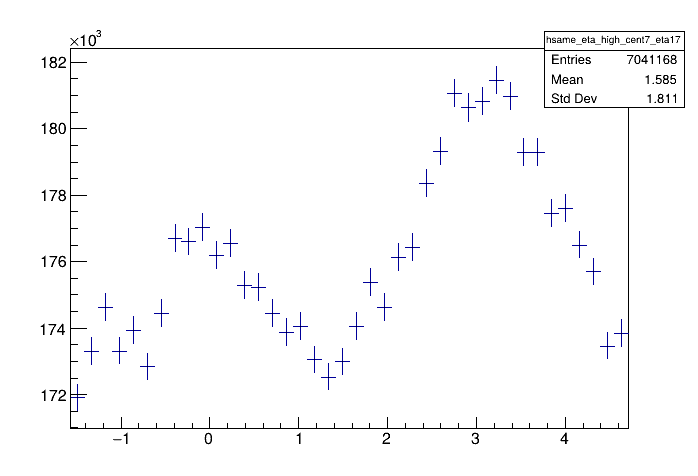 ×10³
hsame_eta_high_cent7_eta17
Entries 7041168
Mean 1.585
Std Dev 1.811
182
180
178
176
174
172
−1 0 1 2 3 4